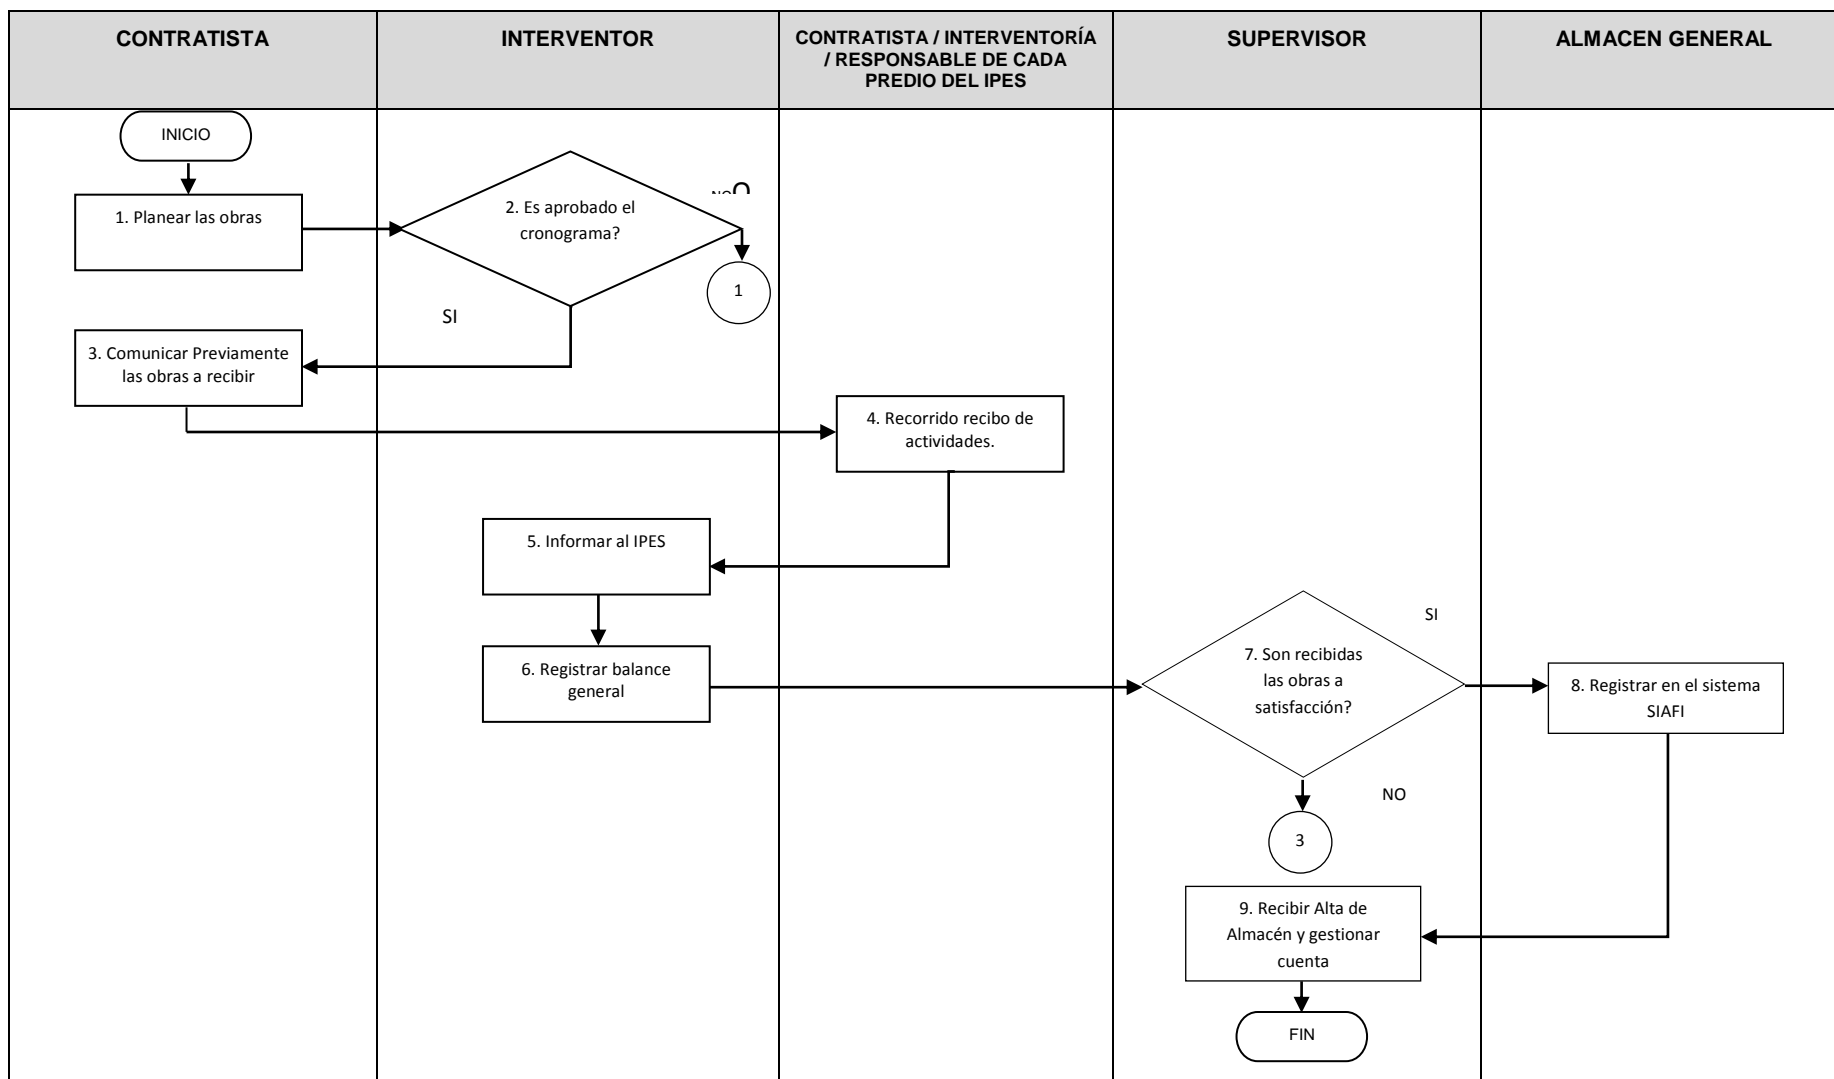 CONTRATISTA
INTERVENTOR
CONTRATISTA / INTERVENTORÍA
/ RESPONSABLE DE CADA
PREDIO DEL IPES
SUPERVISOR
ALMACEN GENERAL
INICIO
1. Planear las obras
2. Es aprobado el
cronograma?
1
SI
3. Comunicar Previamente
las obras a recibir
4. Recorrido recibo de
actividades.
5. Informar al IPES
6. Registrar balance
general
7. Son recibidas
las obras a
satisfacción?
SI
8. Registrar en el sistema
SIAFI
NO
3
9. Recibir Alta de
Almacén y gestionar
cuenta
FIN